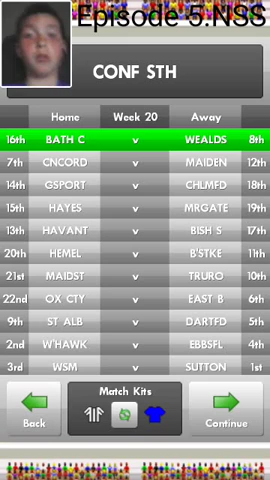 Episode 5.NSS
CONF STH
Home Week 20 Away
16th BATH C v WEALDS 8th
7th CNCORD v MAIDEN 12th
14th GSPORT v CHLMFD 18th
15th HAYES v MRGATE 19th
13th HAVANT v BISH S 17th
20th HEMEL v B'STKE 11th
21st MAIDST v TRURO 10th
22nd OX CTY v EAST B 6th
9th ST ALB v DARTFD 5th
2nd W'HAWK v EBBSFL 4th
3rd WSM v SUTTON 1st
Match Kits
Back Continue